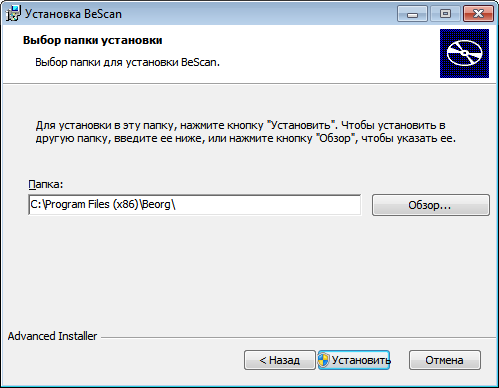 Установка BeScan
Выбор папки установки
Выбор папки для установки BeScan.
Для установки в эту папку, нажмите кнопку "Установить". Чтобы установить в
другую папку, введите ее ниже, или нажмите кнопку "Обзор", чтобы указать ее.
Папка:
C:\Program Files (x86)\Beorg\
Обзор...
Advanced Installer
< Назад
Установить
Отмена